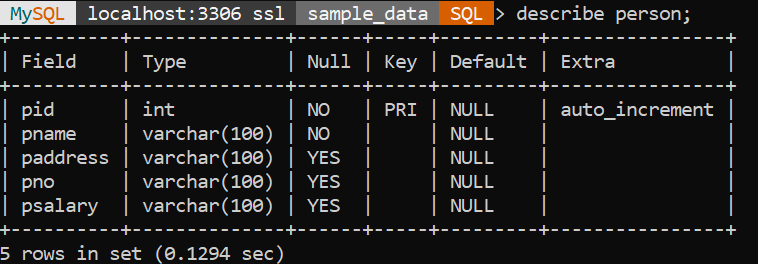 MySQL localhost:3306 ssl sample_data SQL > describe person;
+-----------+--------------+------+-----+---------+----------------+
| Field     | Type         | Null | Key | Default | Extra          |
+-----------+--------------+------+-----+---------+----------------+
| pid       | int          | NO   | PRI | NULL    | auto_increment |
| pname     | varchar(100) | NO   |     | NULL    |                |
| paddress  | varchar(100) | YES  |     | NULL    |                |
| pno       | varchar(100) | YES  |     | NULL    |                |
| psalary   | varchar(100) | YES  |     | NULL    |                |
+-----------+--------------+------+-----+---------+----------------+
5 rows in set (0.1294 sec)